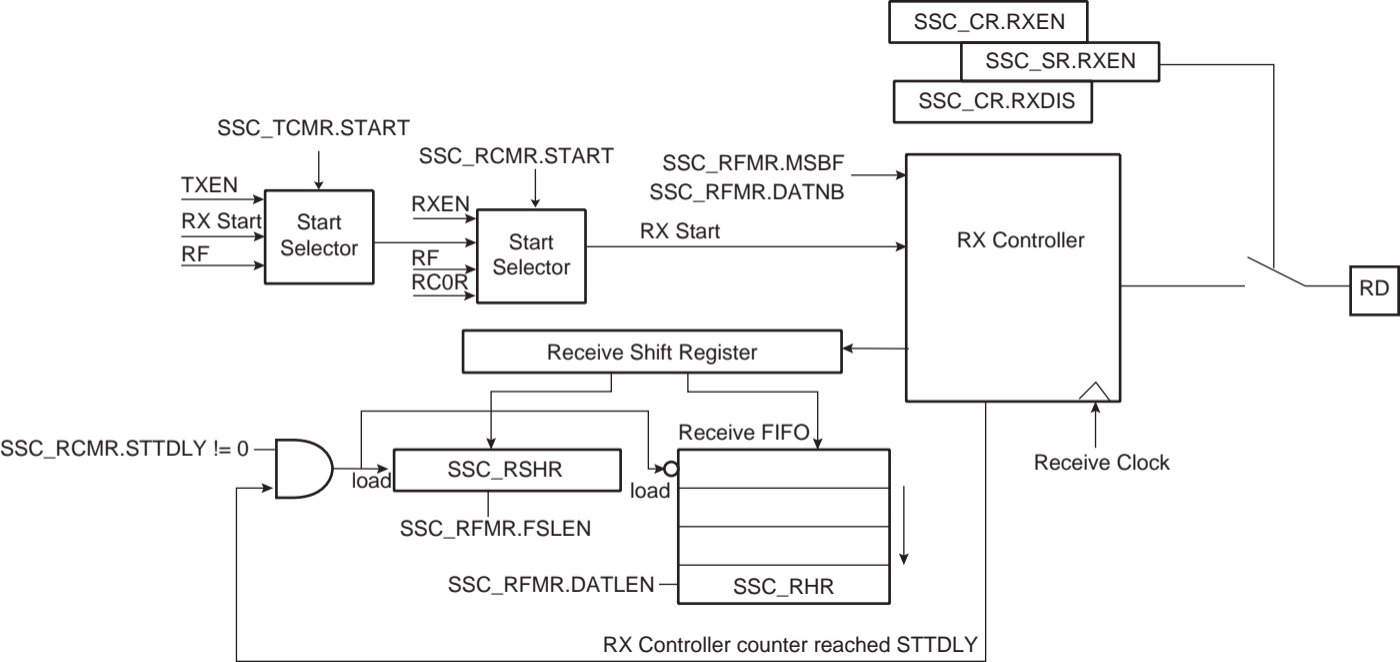 SSC_CR.RXEN
SSC_SR.RXEN
SSC_CR.RXDIS
SSC_TCMR.START
SSC_RCMR.START
SSC_RFMR.MSBF
SSC_RFMR.DATNB
TXEN
RX Start
RF
Start
Selector
RXEN
RF
RC0R
Start
Selector
RX Start
RX Controller
RD
Receive Shift Register
Receive FIFO
SSC_RCMR.STTDLY != 0
load
SSC_RSHR
load
Receive Clock
SSC_RFMR.FSLEN
SSC_RFMR.DATLEN
SSC_RHR
RX Controller counter reached STTDLY